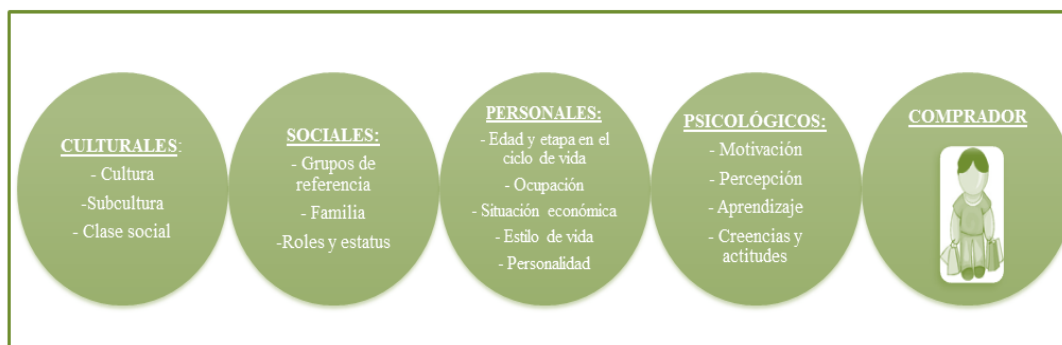 CULTURALES:
- Cultura
-Subcultura
- Clase social
SOCIALES:
- Grupos de
referencia
- Familia
-Roles y estatus
PERSONALES:
- Edad y etapa en el
ciclo de vida
- Ocupación
- Situación económica
- Estilo de vida
- Personalidad
PSICOLÓGICOS:
- Motivación
- Percepción
- Aprendizaje
- Creencias y
actitudes
COMPRADOR